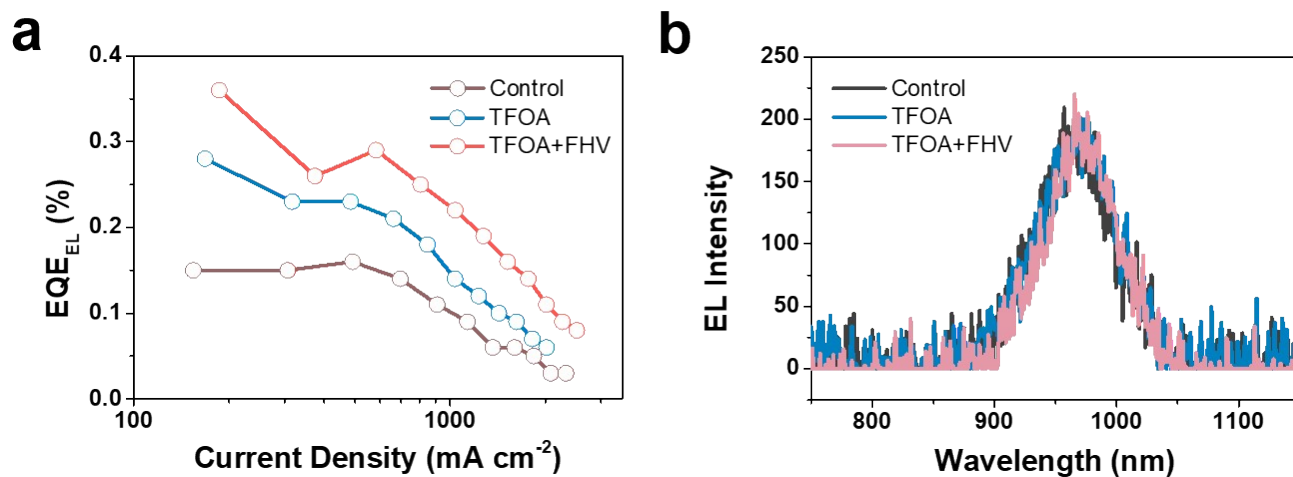 a
0.4
0.3
0.2
0.1
0.0
EQE_EL (%)
100
1000
Current Density (mA cm⁻²)
Control
TFOA
TFOA+FHV
b
250
200
150
100
50
0
EL Intensity
800
900
1000
1100
Wavelength (nm)
Control
TFOA
TFOA+FHV